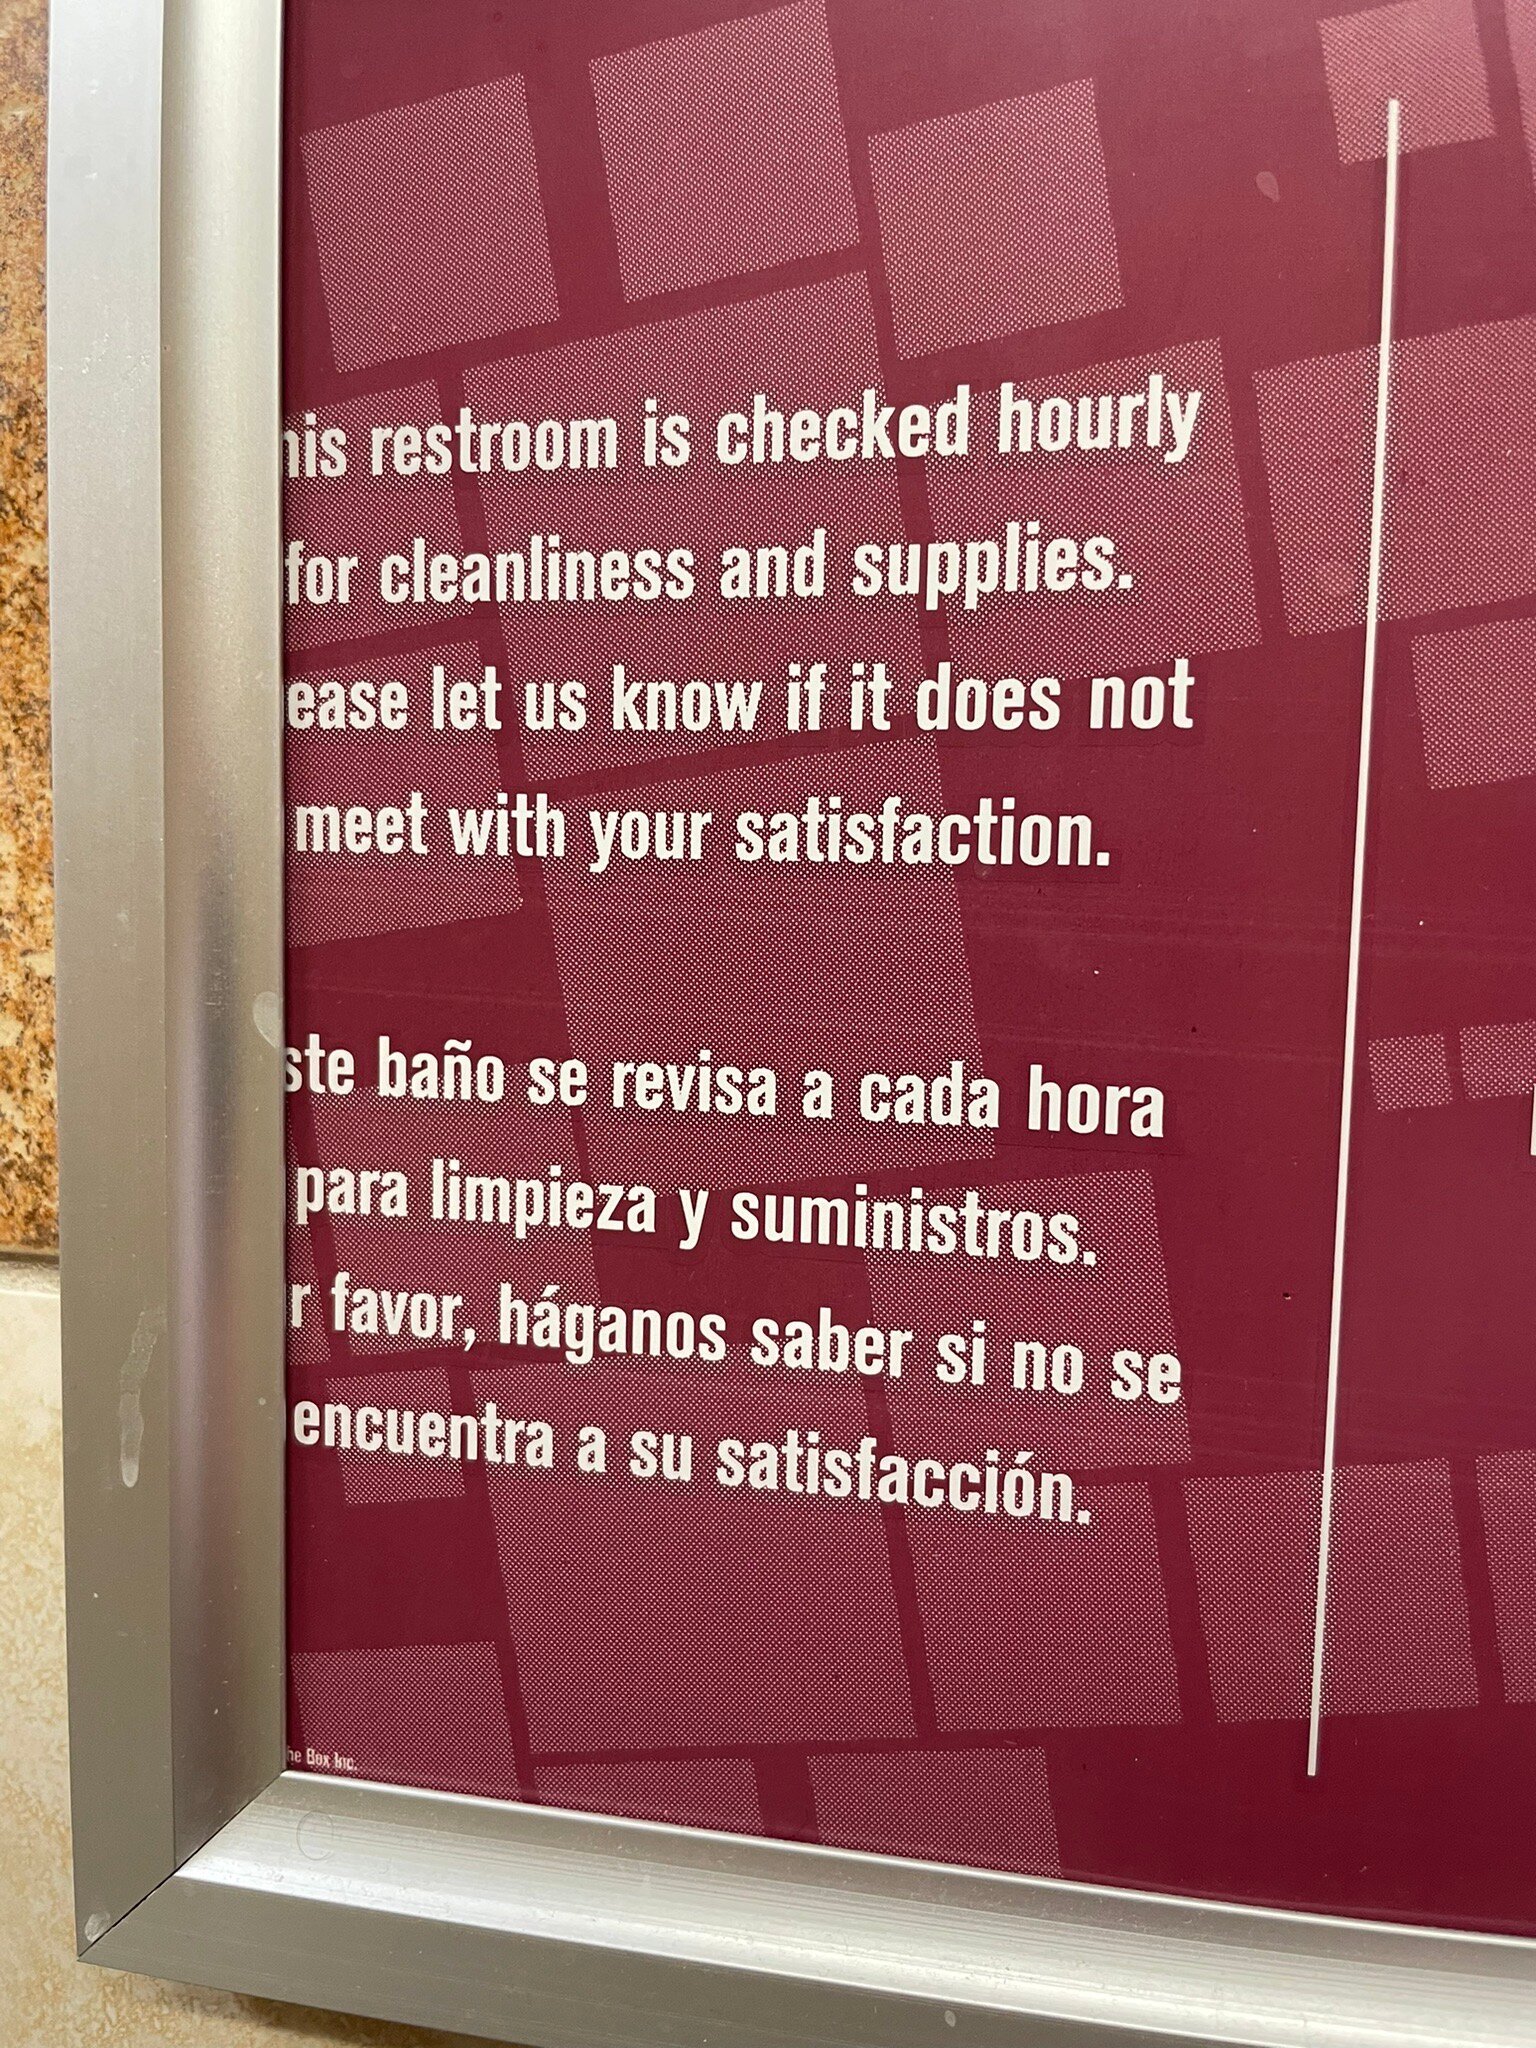 his restroom is checked hourly
for cleanliness and supplies.
ease let us know if it does not
meet with your satisfaction.
ste baño se revisa a cada hora
para limpieza y suministros.
r favor, háganos saber si no se
encuentra a su satisfacción.
he Box Inc.